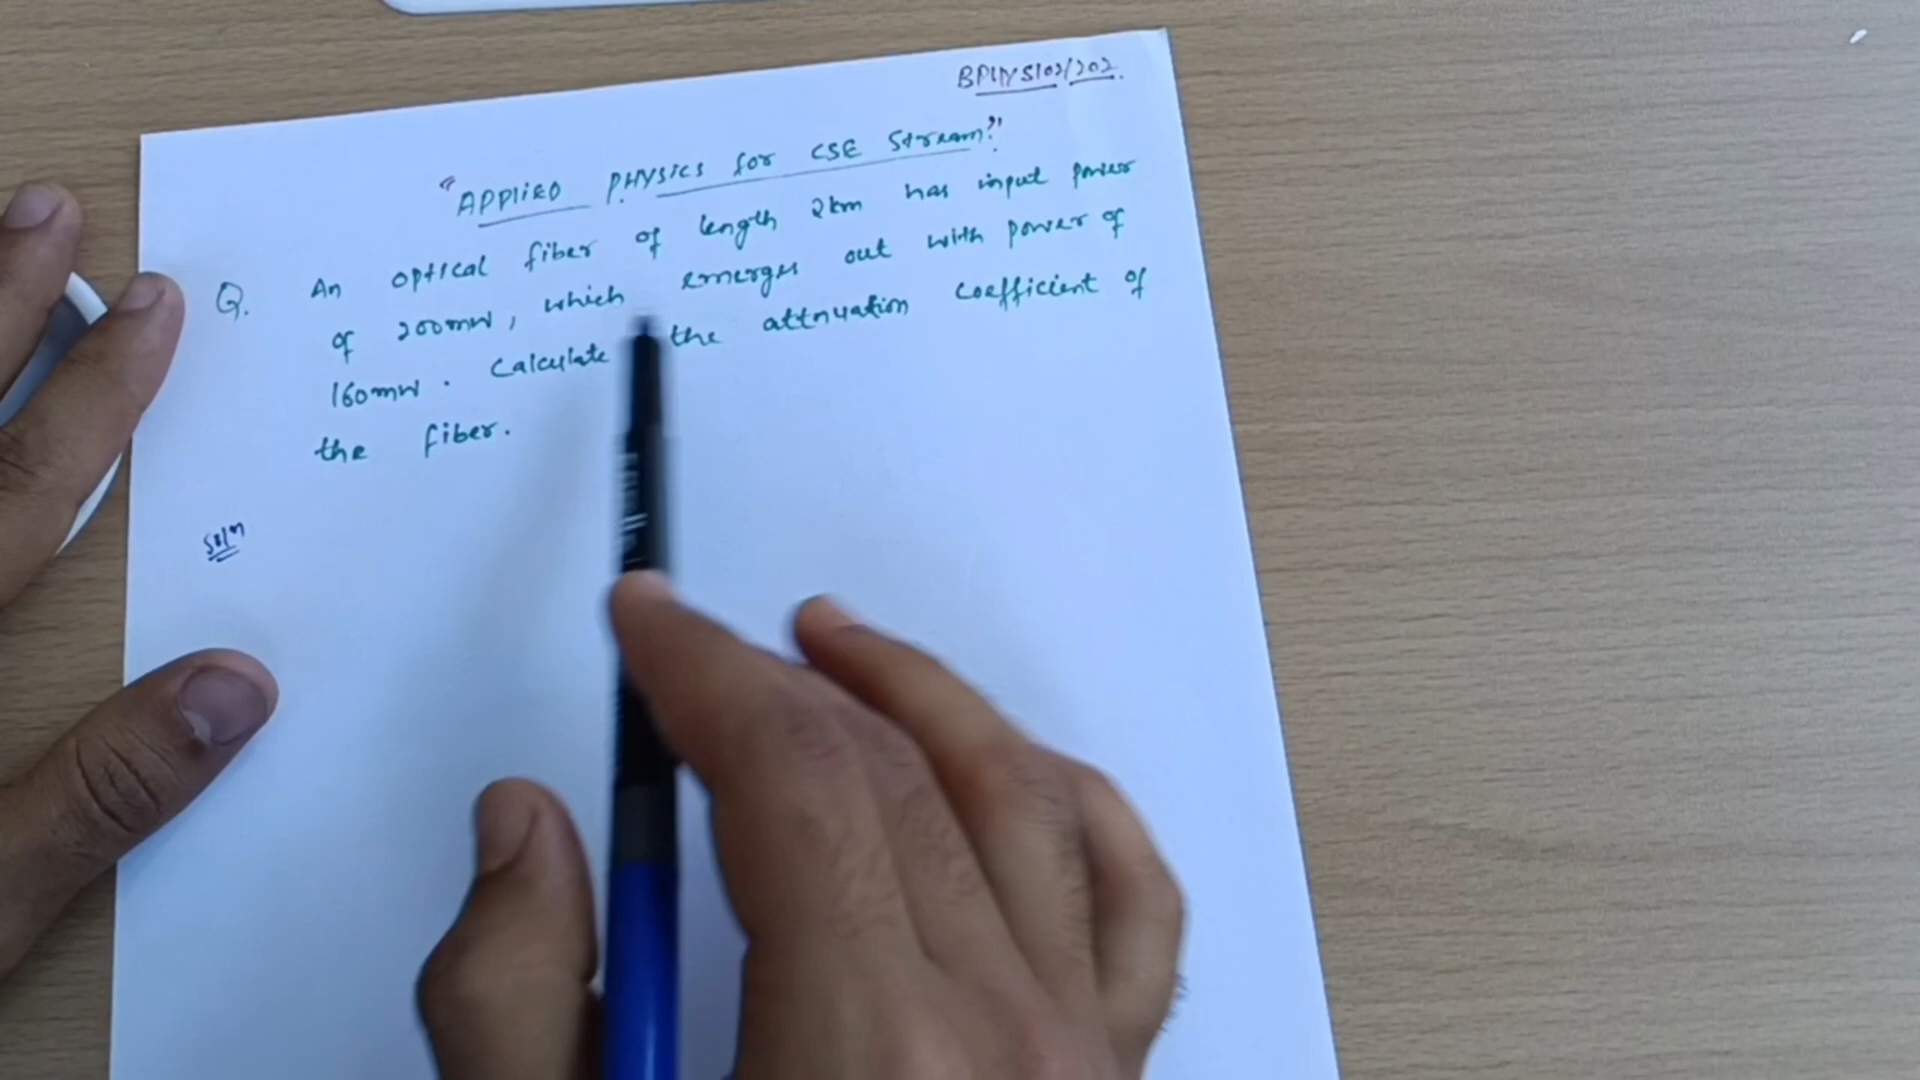 BPHYS102/202.
"APPLIED PHYSICS for CSE Stream."
Q. An optical fiber of length 2km has input power
of 200mW, which emerges out with power of
160mW. Calculate the attnuation coefficient of
the fiber.
Soln